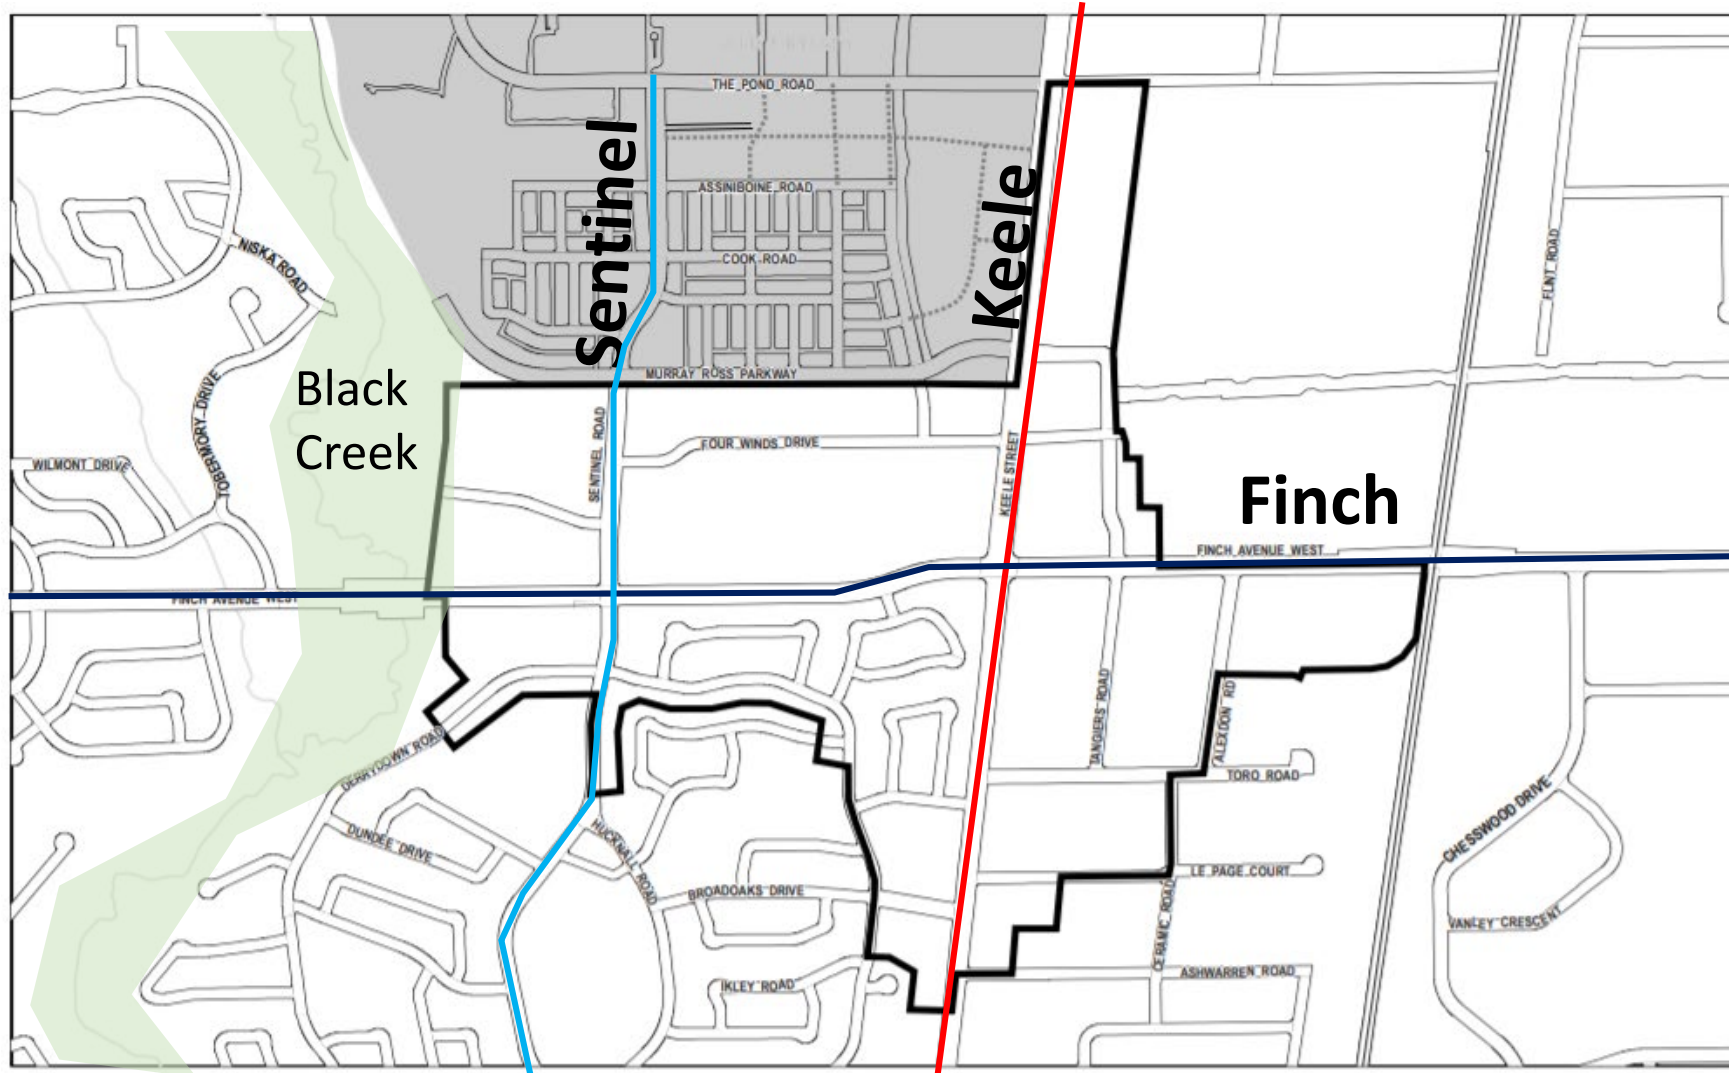 THE POND ROAD
Sentinel
ASSINIBOINE ROAD
Keele
NISKA ROAD
COOK ROAD
FLINT ROAD
MURRAY ROSS PARKWAY
Black
Creek
TOBERMORY DRIVE
SENTINEL ROAD
FOUR WINDS DRIVE
KEELE STREET
WILMONT DRIVE
Finch
FINCH AVENUE WEST
FINCH AVENUE WEST
TANGIERS ROAD
ALEXDON RD
DERRYDOWN ROAD
TORO ROAD
CHESSWOOD DRIVE
DUNDEE DRIVE
HUCKNALL ROAD
LE PAGE COURT
BROADOAKS DRIVE
VANLEY CRESCENT
CERAMIC ROAD
ASHWARREN ROAD
IKLEY ROAD